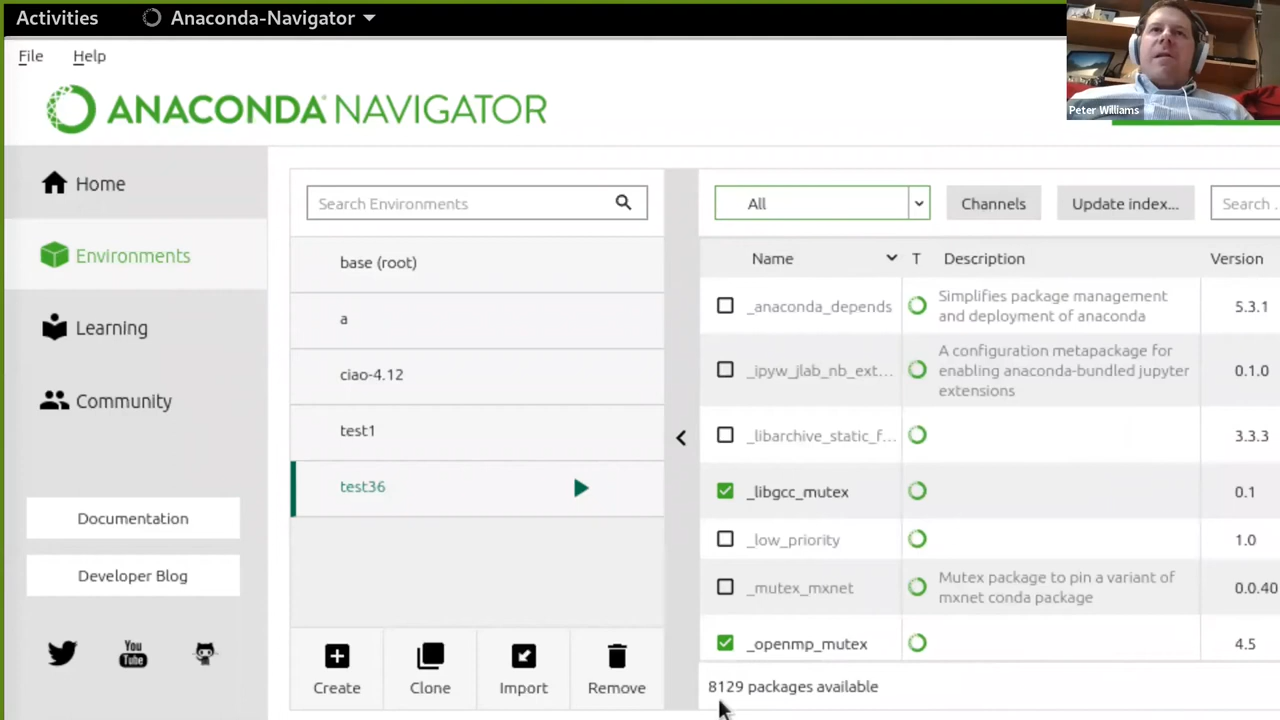 Activities
Anaconda-Navigator
File
Help
Peter Williams
ANACONDA NAVIGATOR
Home
Environments
Learning
Community
Documentation
Developer Blog
You
Tube
Search Environments
base (root)
a
ciao-4.12
test1
test36
Create
Clone
Import
Remove
All
Channels
Update index...
Search .
Name
T
Description
Version
_anaconda_depends
Simplifies package management
and deployment of anaconda
5.3.1
_ipyw_jlab_nb_ext...
A configuration metapackage for
enabling anaconda-bundled jupyter
extensions
0.1.0
_libarchive_static_f...
3.3.3
_libgcc_mutex
0.1
_low_priority
1.0
_mutex_mxnet
Mutex package to pin a variant of
mxnet conda package
0.0.40
_openmp_mutex
4.5
8129 packages available